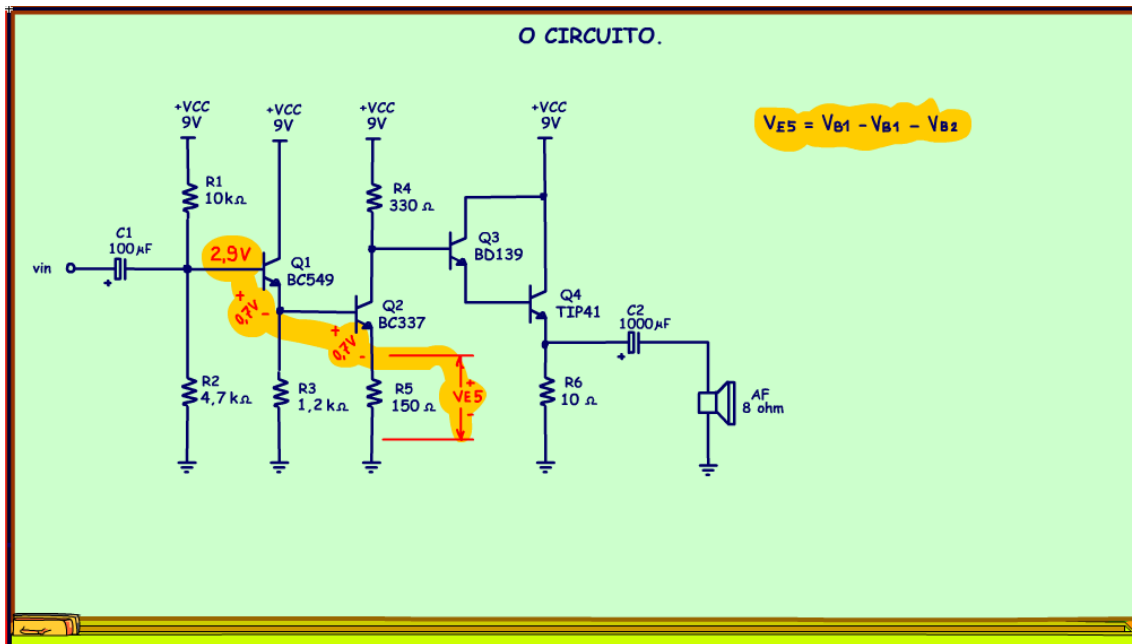 O CIRCUITO.
+VCC
9V
+VCC
9V
+VCC
9V
+VCC
9V
VE5 = VB1 - VB1 - VB2
R1
10kΩ
R4
330 Ω
C1
100µF
vin
+
2,9V
Q1
BC549
Q3
BD139
+
0,7V
-
Q2
BC337
Q4
TIP41
C2
1000µF
+
+
0,7V
-
R2
4,7 kΩ
R3
1,2 kΩ
R5
150 Ω
+
VE5
-
R6
10 Ω
AF
8 ohm